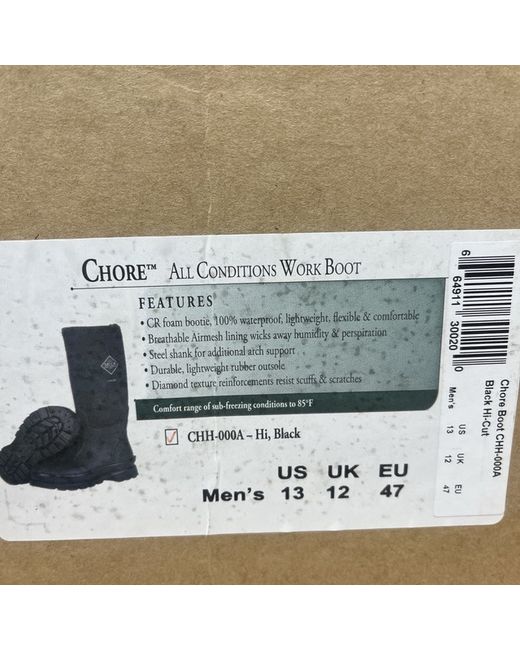 CHORE™ ALL CONDITIONS WORK BOOT
FEATURES
• CR foam bootie, 100% waterproof, lightweight, flexible & comfortable
• Breathable Airmesh lining wicks away humidity & perspiration
• Steel shank for additional arch support
• Durable, lightweight rubber outsole
• Diamond texture reinforcements resist scuffs & scratches
Comfort range of sub-freezing conditions to 85°F
CHH-000A – Hi, Black
US UK EU
Men's 13 12 47
6 64911 30020 0
Chore Boot CHH-000A
Black Hi-Cut
US UK EU
Men's 13 12 47